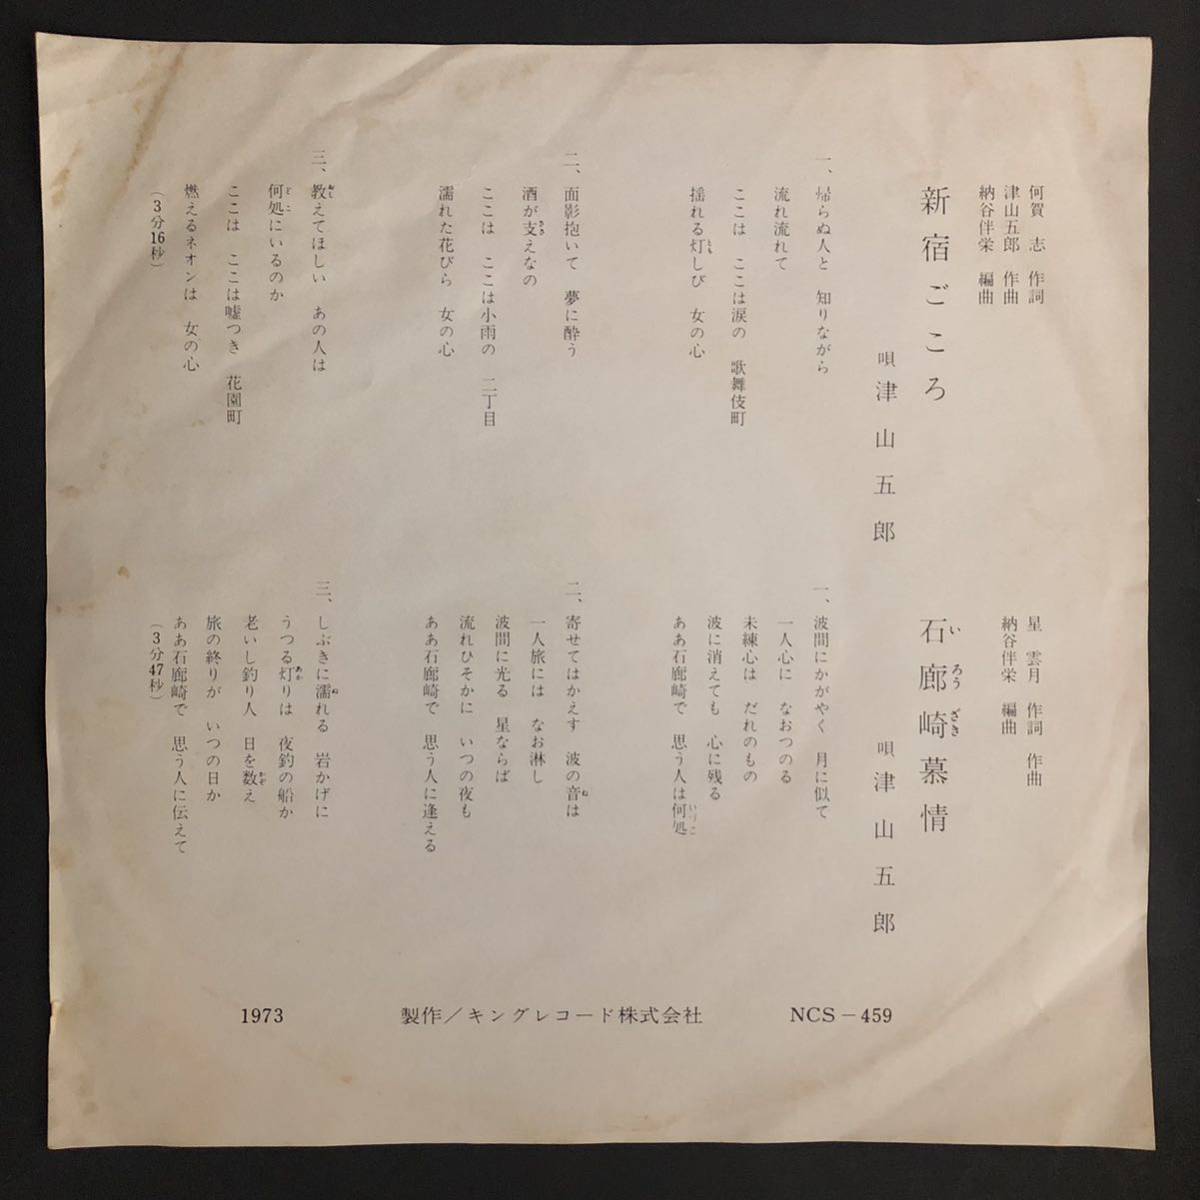 何賀 志 作詞
津山五郎 作曲
納谷伴栄 編曲
新宿ごころ
唄 津山五郎
一、帰らぬ人と 知りながら
流れ流れて
ここは ここは涙の 歌舞伎町
揺れる灯しび 女の心
二、面影抱いて 夢に酔う
酒が支えなの
ここは ここは小雨の 二丁目
濡れた花びら 女の心
三、教えてほしい あの人は
何処にいるのか
ここは ここは嘘つき 花園町
燃えるネオンは 女の心
(3分16秒)
星 雲月 作詞 作曲
納谷伴栄 編曲
石廊崎慕情
い ろう ざき
唄 津山五郎
一、波間にかがやく 月に似て
一人心に なおつのる
未練心は だれのもの
波に消えても 心に残る
ああ石廊崎で 思う人は何処
二、寄せてはかえす 波の音は
一人旅には なお淋し
波間に光る 星ならば
流れひそかに いつの夜も
ああ石廊崎で 思う人に逢える
三、しぶきに濡れる 岩かげに
うつる灯りは 夜釣の船か
老いし釣り人 日を数え
旅の終りが いつの日か
ああ石廊崎で 思う人に伝えて
(3分47秒)
NCS-459
製作/キングレコード株式会社
1973